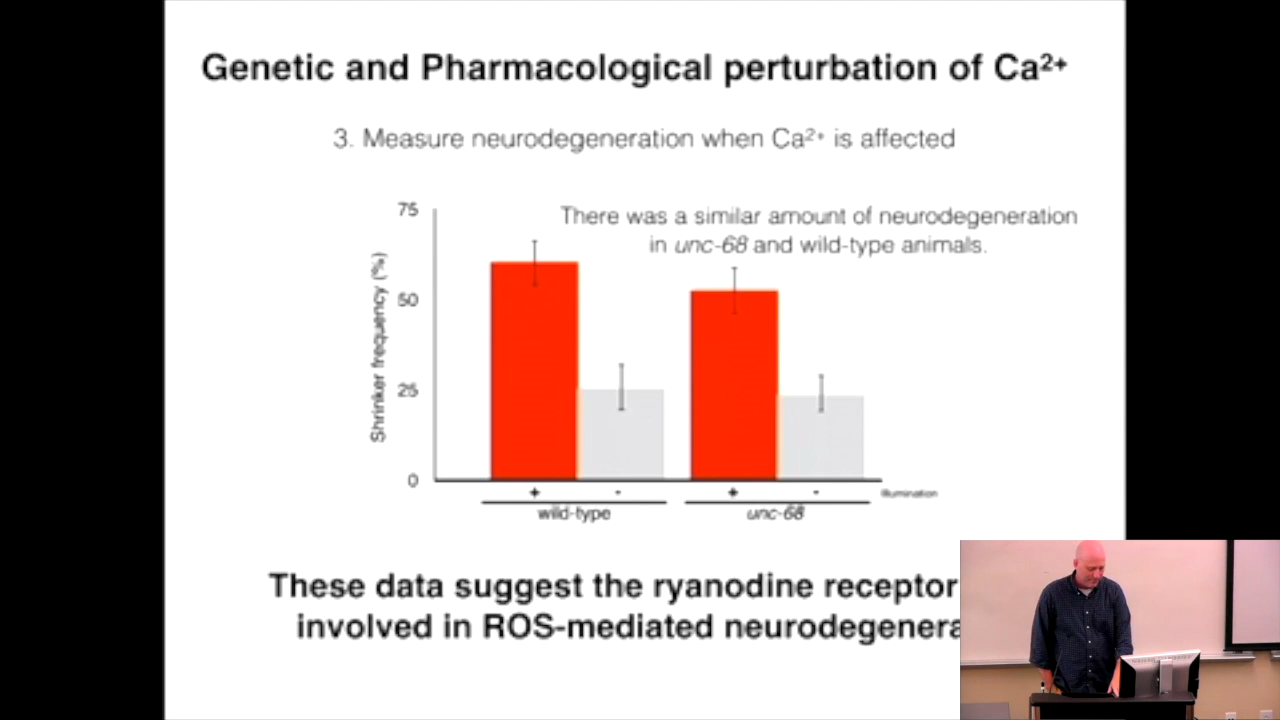 Genetic and Pharmacological perturbation of Ca²⁺
3. Measure neurodegeneration when Ca²⁺ is affected
There was a similar amount of neurodegeneration
in unc-68 and wild-type animals.
Shrinker frequency (%)
75
50
25
0
+ - + - Illumination
wild-type unc-68
These data suggest the ryanodine receptor
involved in ROS-mediated neurodegenera